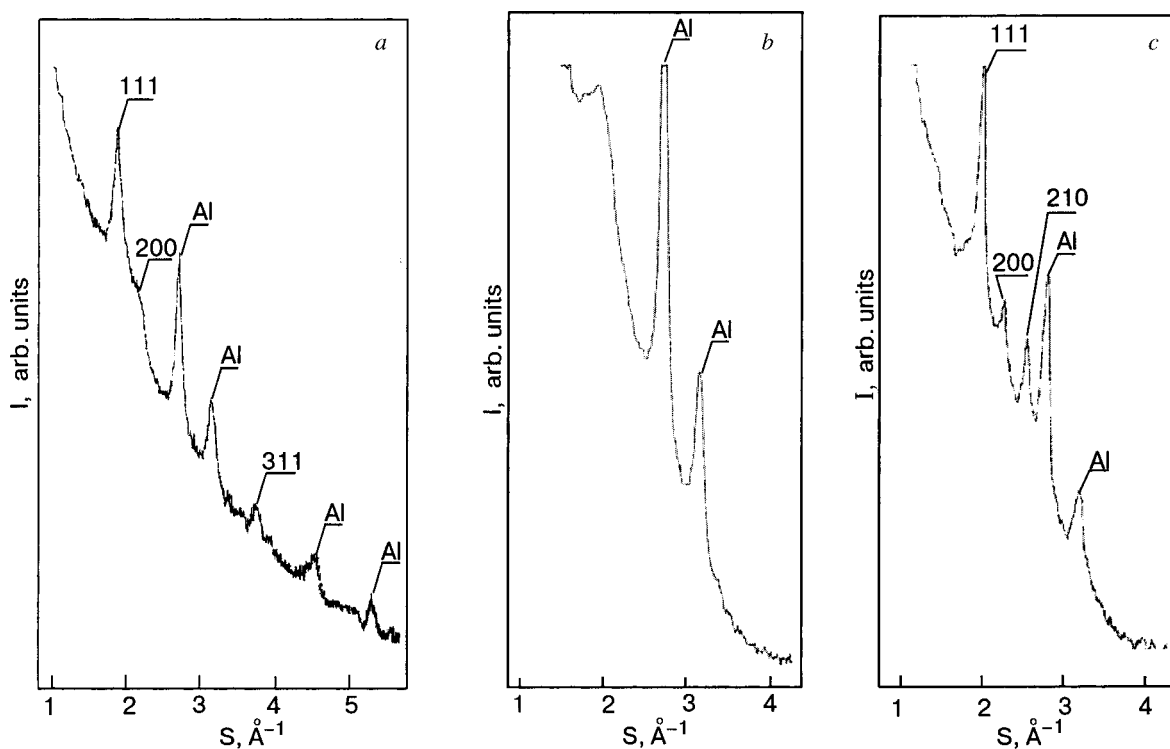 a
111
Al
200
Al
311
Al
Al
I, arb. units
1 2 3 4 5
S, Å⁻¹
b
Al
Al
I, arb. units
1 2 3 4
S, Å⁻¹
c
111
210
Al
200
Al
I, arb. units
1 2 3 4
S, Å⁻¹